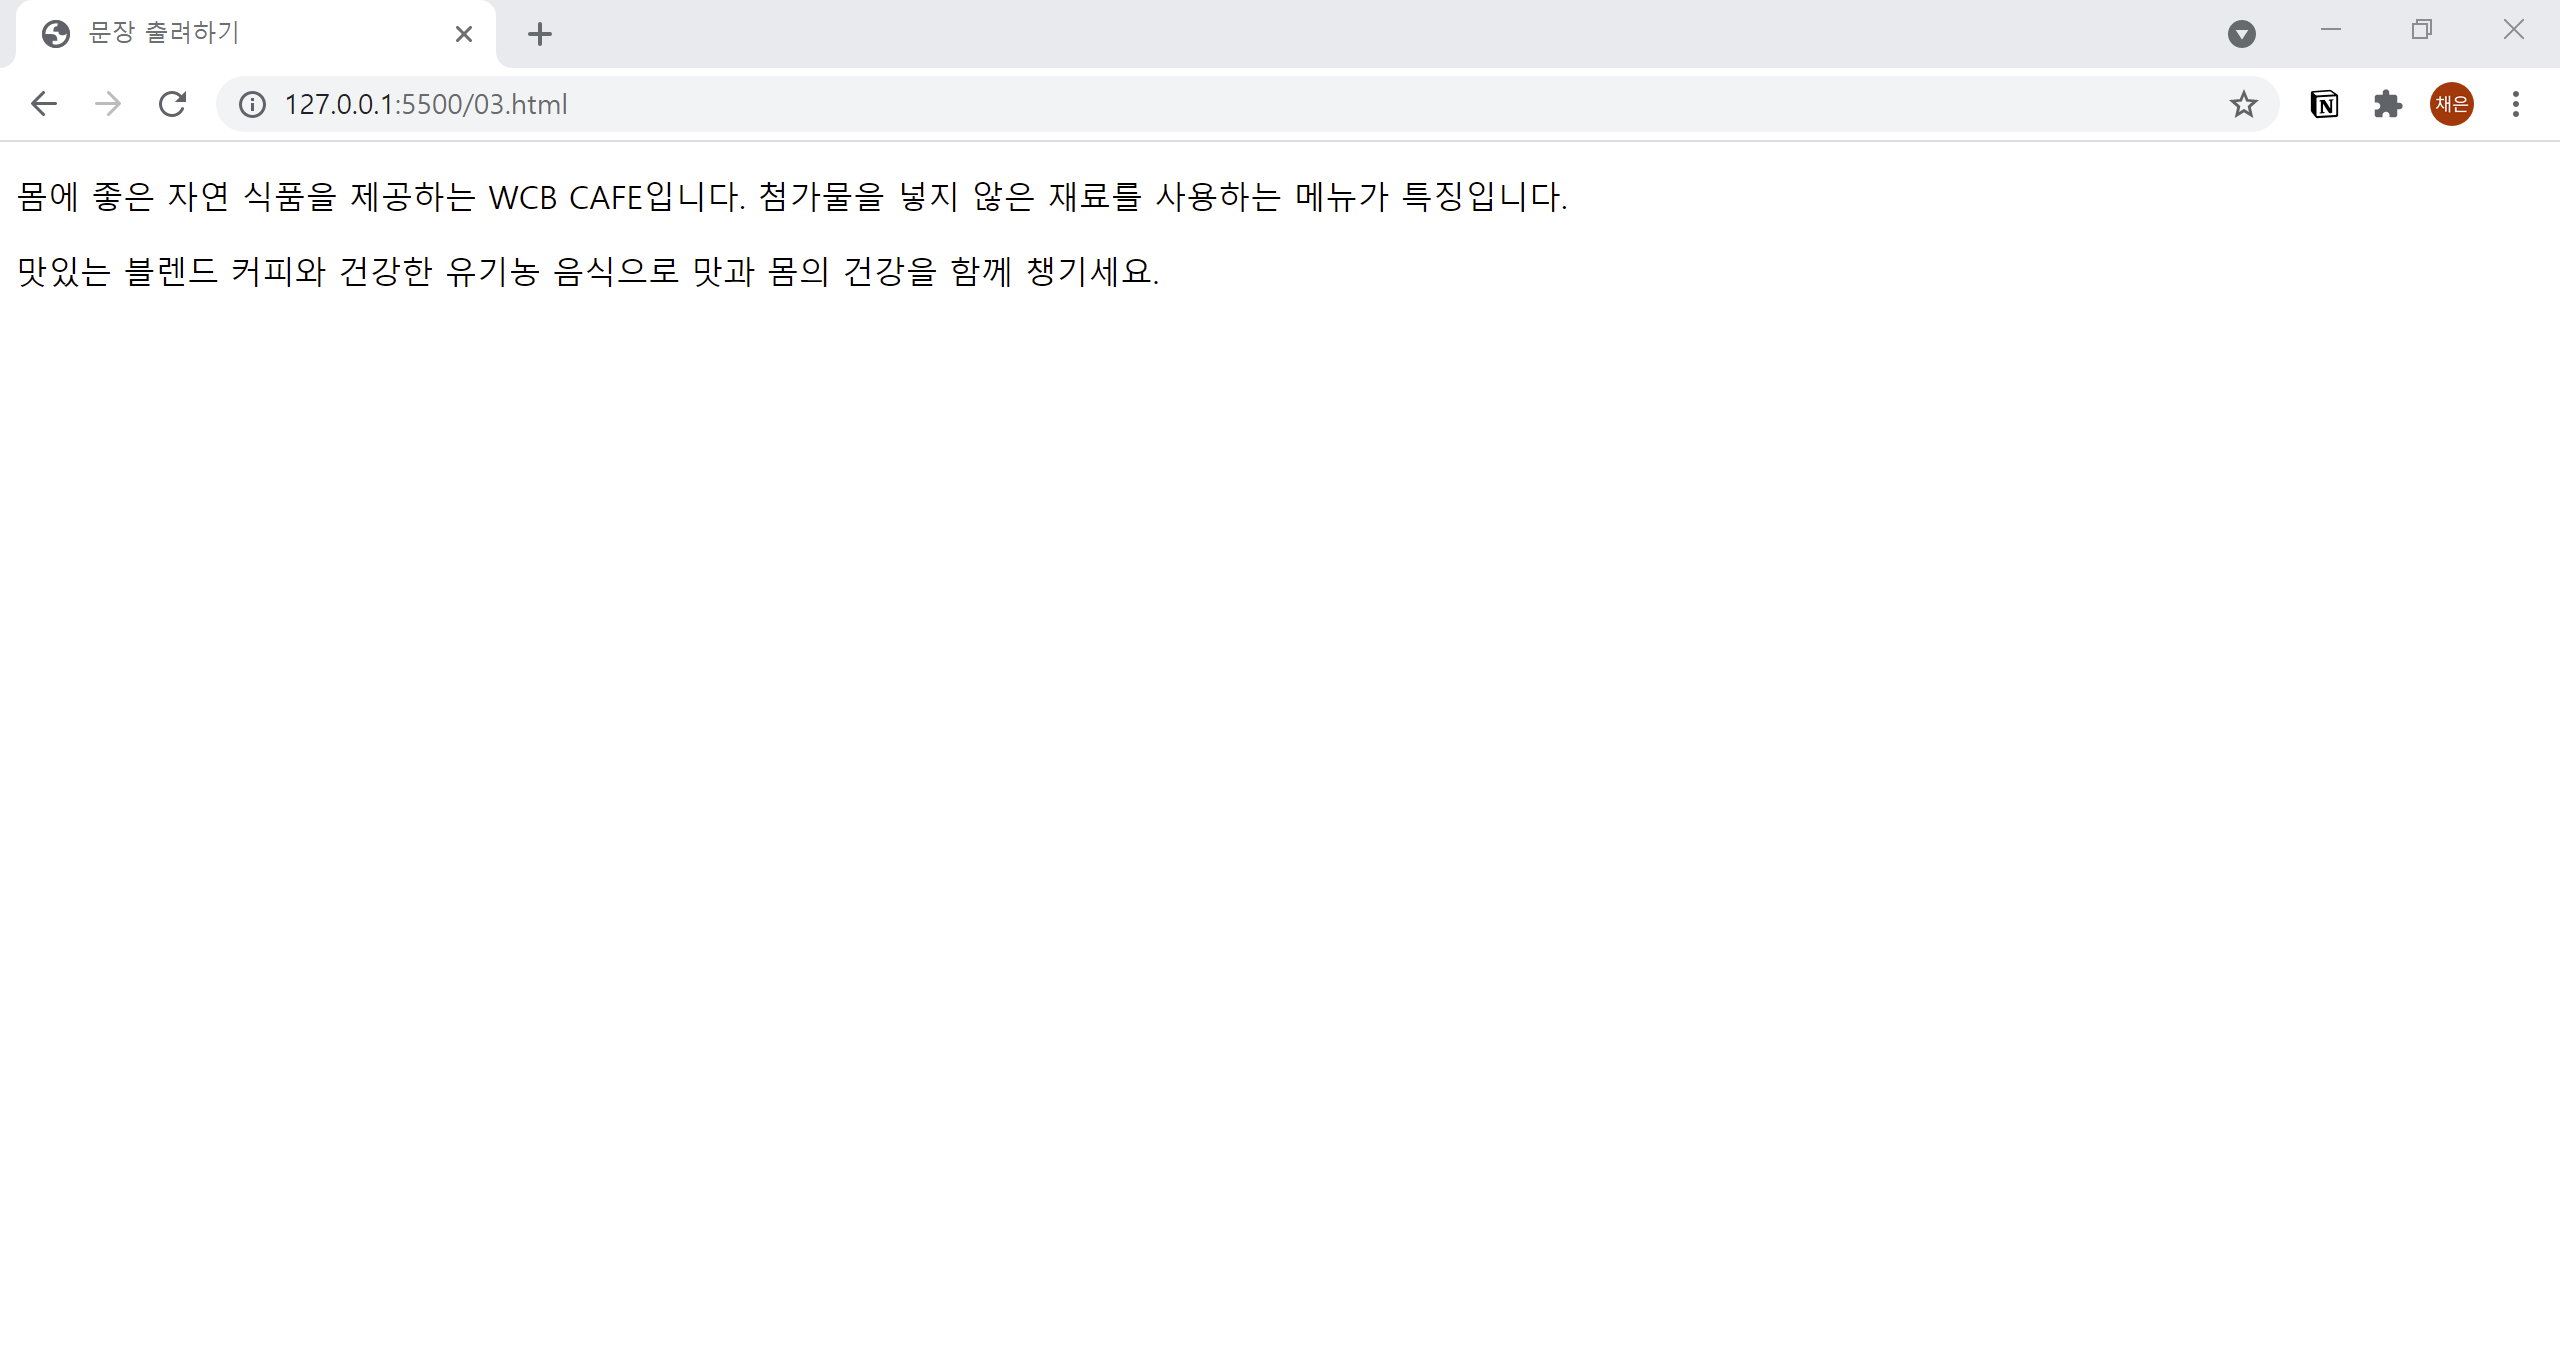 문장 출려하기
127.0.0.1:5500/03.html
채은
몸에 좋은 자연 식품을 제공하는 WCB CAFE입니다. 첨가물을 넣지 않은 재료를 사용하는 메뉴가 특징입니다.
맛있는 블렌드 커피와 건강한 유기농 음식으로 맛과 몸의 건강을 함께 챙기세요.